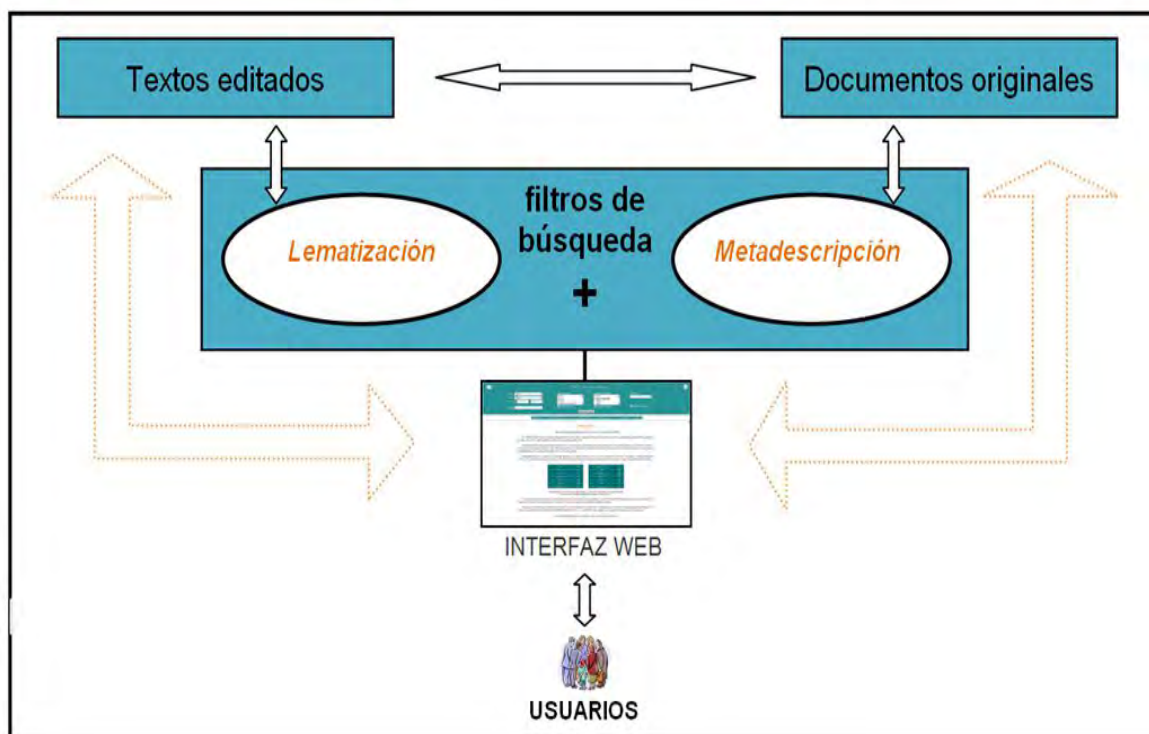 Textos editados
Documentos originales
filtros de
búsqueda
+
Lematización
Metadescripción
INTERFAZ WEB
USUARIOS